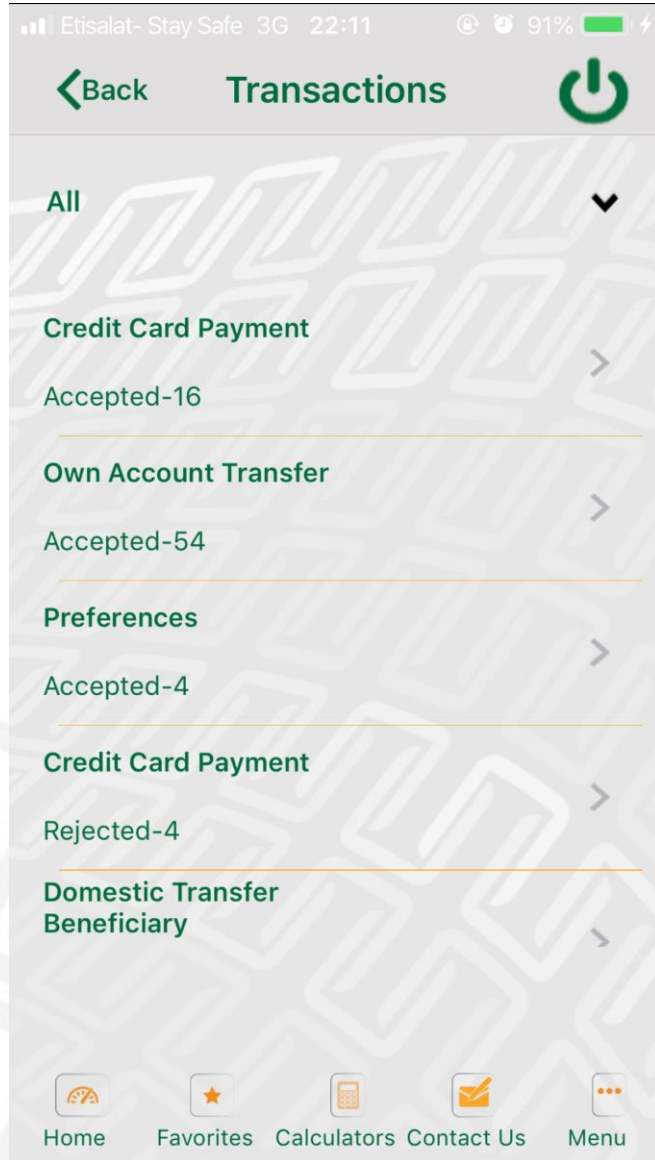 Etisalat- Stay Safe 3G 22:11 91%
Back Transactions
All
Credit Card Payment
Accepted-16
Own Account Transfer
Accepted-54
Preferences
Accepted-4
Credit Card Payment
Rejected-4
Domestic Transfer
Beneficiary
Home Favorites Calculators Contact Us Menu